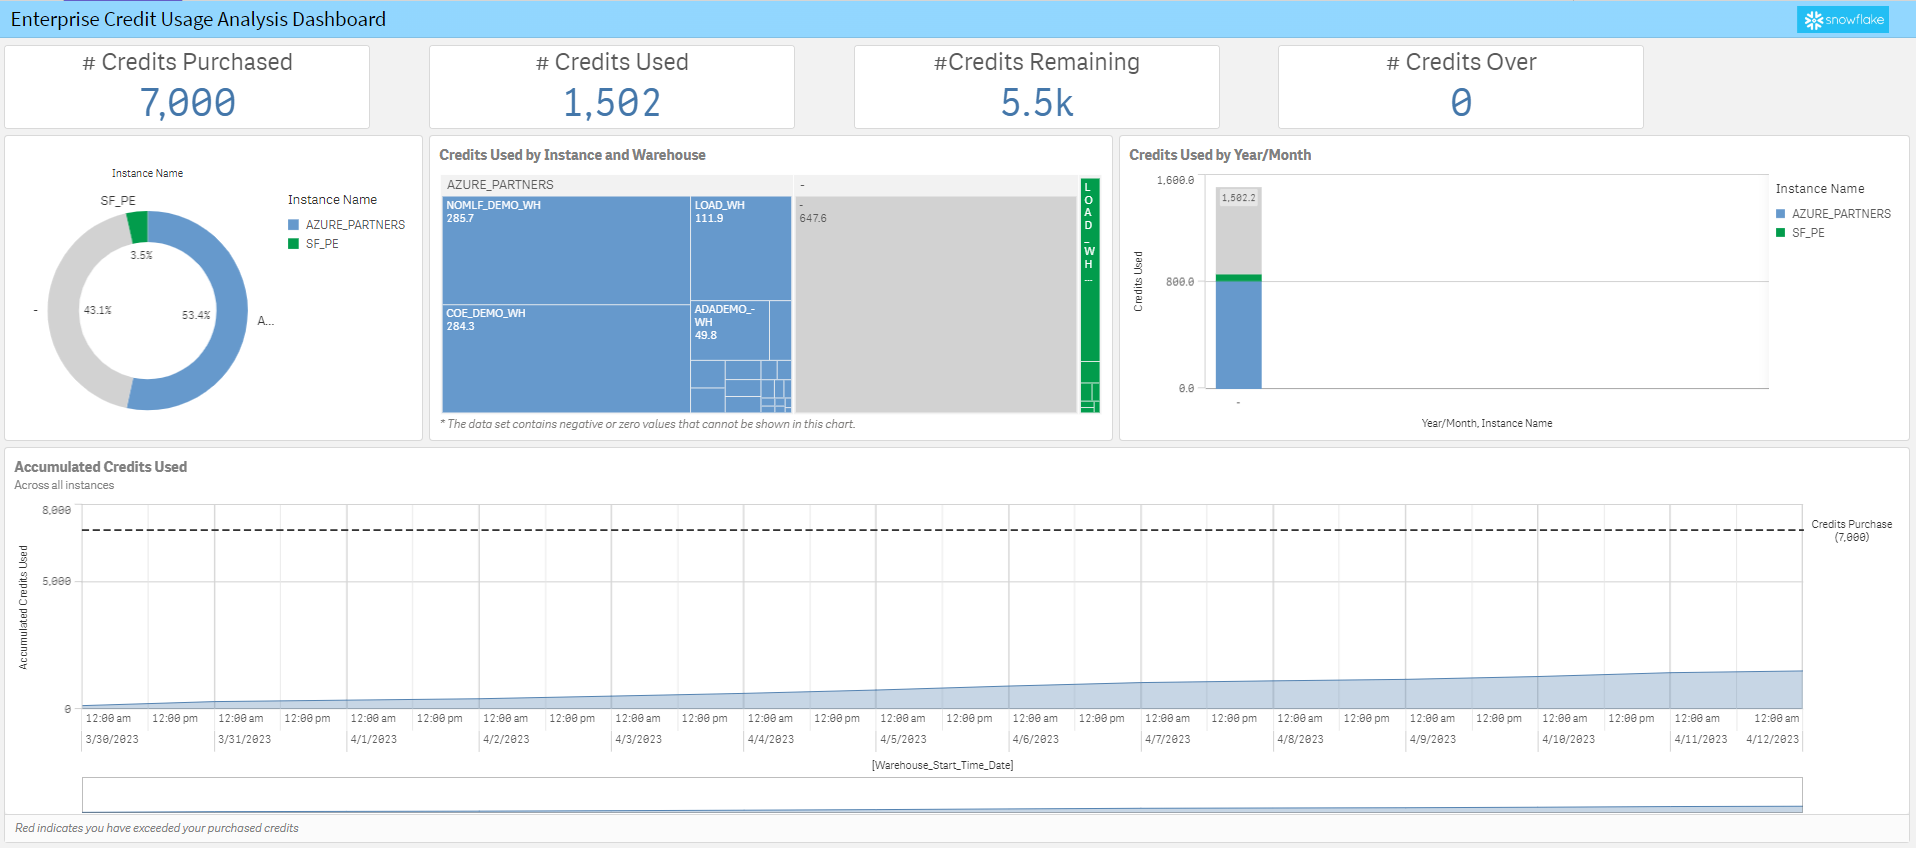 Enterprise Credit Usage Analysis Dashboard
snowflake
# Credits Purchased
7,000
# Credits Used
1,502
#Credits Remaining
5.5k
# Credits Over
0
Instance Name
SF_PE
3.5%
43.1%
53.4%
-
A...
Instance Name
AZURE_PARTNERS
SF_PE
Credits Used by Instance and Warehouse
AZURE_PARTNERS
-
NOMLF_DEMO_WH
285.7
LOAD_WH
111.9
COE_DEMO_WH
284.3
ADADEMO_-
WH
49.8
-
647.6
L
O
A
D
_
W
H
...
* The data set contains negative or zero values that cannot be shown in this chart.
Credits Used by Year/Month
1,600.0
800.0
0.0
Credits Used
1,502.2
-
Year/Month, Instance Name
Instance Name
AZURE_PARTNERS
SF_PE
Accumulated Credits Used
Across all instances
8,000
5,000
0
Accumulated Credits Used
Credits Purchase
(7,000)
12:00 am 12:00 pm 12:00 am 12:00 pm 12:00 am 12:00 pm 12:00 am 12:00 pm 12:00 am 12:00 pm 12:00 am 12:00 pm 12:00 am 12:00 pm 12:00 am 12:00 pm 12:00 am 12:00 pm 12:00 am 12:00 pm 12:00 am 12:00 pm 12:00 am 12:00 pm 12:00 am 12:00 am
3/30/2023 3/31/2023 4/1/2023 4/2/2023 4/3/2023 4/4/2023 4/5/2023 4/6/2023 4/7/2023 4/8/2023 4/9/2023 4/10/2023 4/11/2023 4/12/2023
[Warehouse_Start_Time_Date]
Red indicates you have exceeded your purchased credits